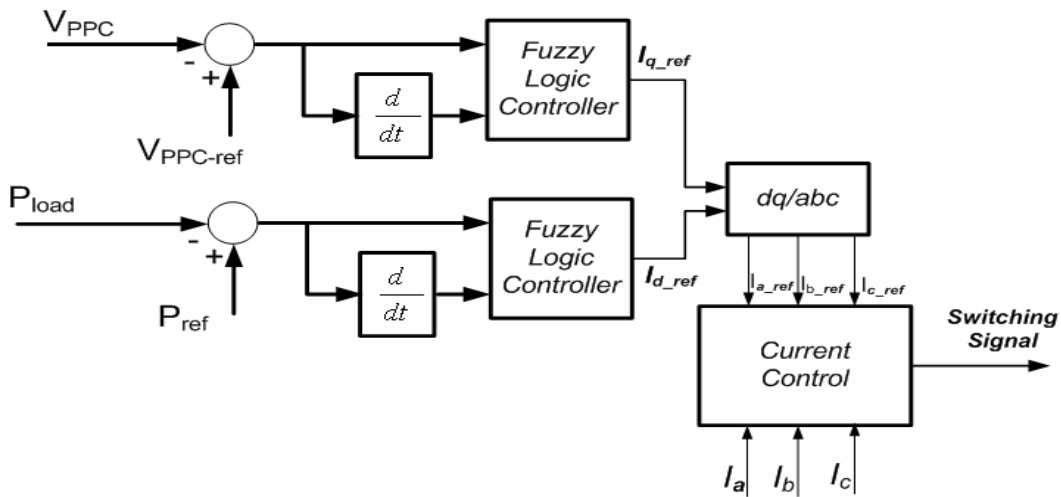 V_PPC
-
+
V_PPC-ref
d
dt
Fuzzy
Logic
Controller
I_q_ref
P_load
-
+
P_ref
d
dt
Fuzzy
Logic
Controller
I_d_ref
dq/abc
I_a_ref
I_b_ref
I_c_ref
Current
Control
Switching
Signal
I_a
I_b
I_c